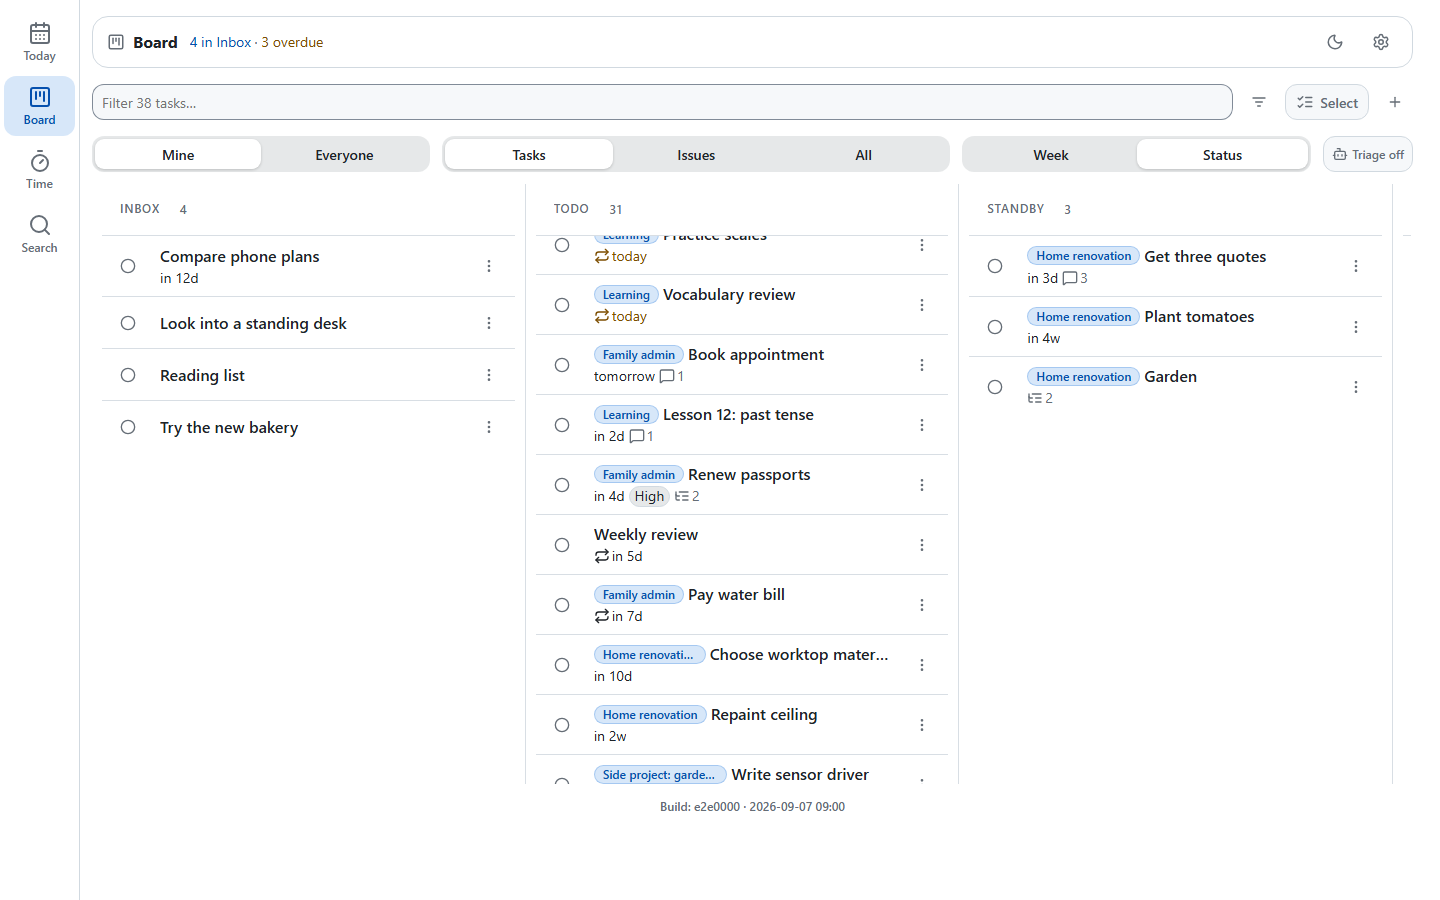 Today
Board
Time
Search
Board
4 in Inbox · 3 overdue
Filter 38 tasks...
Select
Mine
Everyone
Tasks
Issues
All
Week
Status
Triage off
INBOX 4
Compare phone plans
in 12d
Look into a standing desk
Reading list
Try the new bakery
TODO 31
Learning Practice scales
today
Learning Vocabulary review
today
Family admin Book appointment
tomorrow 1
Learning Lesson 12: past tense
in 2d 1
Family admin Renew passports
in 4d High 2
Weekly review
in 5d
Family admin Pay water bill
in 7d
Home renovati... Choose worktop mater...
in 10d
Home renovation Repaint ceiling
in 2w
Side project: garde... Write sensor driver
STANDBY 3
Home renovation Get three quotes
in 3d 3
Home renovation Plant tomatoes
in 4w
Home renovation Garden
2
Build: e2e0000 · 2026-09-07 09:00